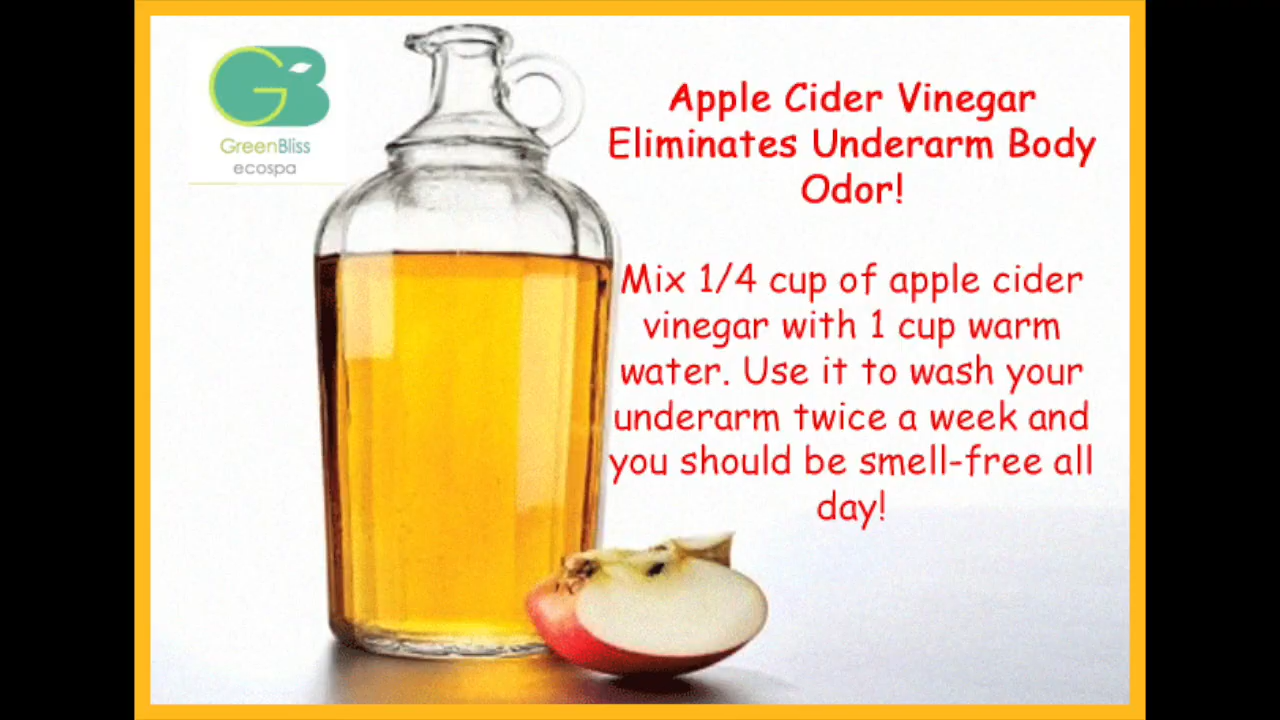 GB
GreenBliss
ecospa
Apple Cider Vinegar
Eliminates Underarm Body
Odor!
Mix 1/4 cup of apple cider
vinegar with 1 cup warm
water. Use it to wash your
underarm twice a week and
you should be smell-free all
day!